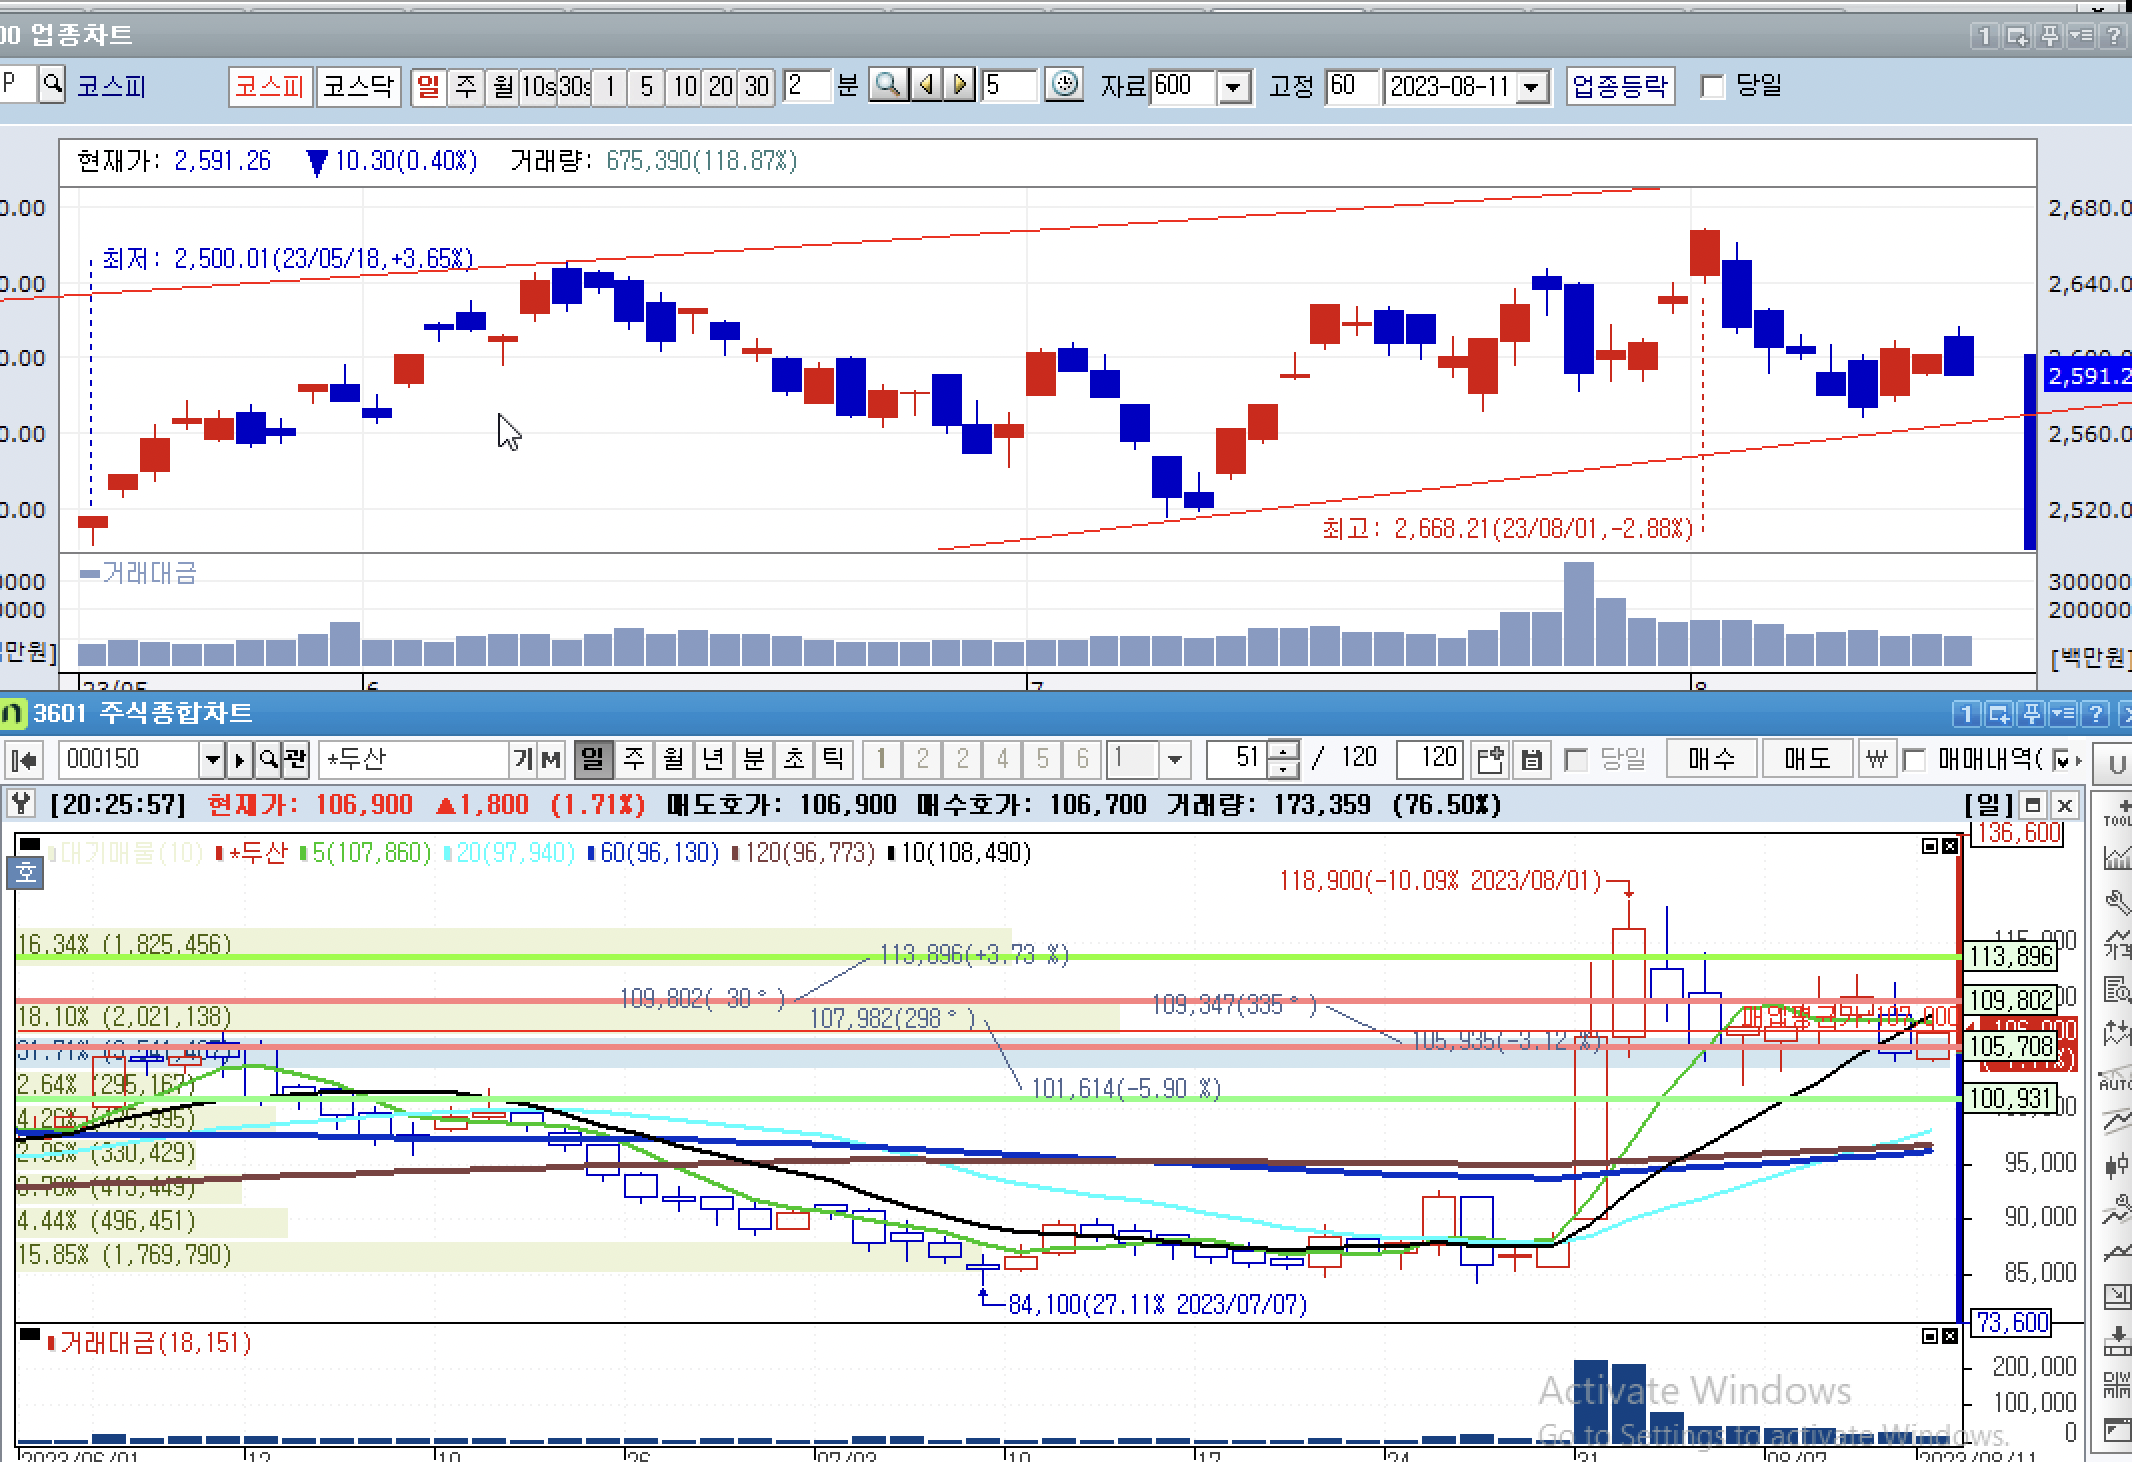 00 업종차트
P 코스피 코스피 코스닥 일 주 월 10s 30s 1 5 10 20 30 2 분 5 자료 600 고정 60 2023-08-11 업종등락 당일
현재가: 2,591.26 ▼10.30(0.40%) 거래량: 675,390(118.87%)
2,680.0
최저: 2,500.01(23/05/18,+3.65%)
2,640.0
2,591.2
2,560.0
2,520.0
최고: 2,668.21(23/08/01,-2.88%)
거래대금
300000
200000
[백만원]
23/05 6 7 8
3601 주식종합차트
000150 관 *두산 기 M 일 주 월 년 분 초 틱 1 2 2 4 5 6 1 51 / 120 120 당일 매수 매도 ₩ 매매내역(
[20:25:57] 현재가: 106,900 ▲1,800 (1.71%) 매도호가: 106,900 매수호가: 106,700 거래량: 173,359 (76.50%) [일]
136,600
TOOL
대기매물(10) *두산 5(107,860) 20(97,940) 60(96,130) 120(96,773) 10(108,490)
호
118,900(-10.09% 2023/08/01)
16.34% (1,825,456)
113,896(+3.73 %)
113,896
109,802( 30°)
109,347(335°)
109,802
18.10% (2,021,138)
107,982(298°)
105,935(-3.12 %)
105,708
2.64% (295,167)
101,614(-5.90 %)
100,931
AUTO
(330,429)
95,000
(413,449)
4.44% (496,451)
90,000
15.85% (1,769,790)
85,000
84,100(27.11% 2023/07/07)
73,600
거래대금(18,151)
200,000
Activate Windows
100,000
0
Go to Settings to activate Windows.
2023/06/01 12 19 26 07/03 10 17 24 31 08/07 2023/08/11